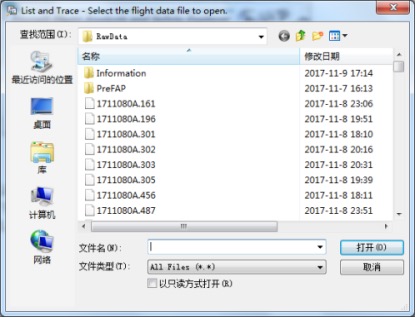 List and Trace - Select the flight data file to open.
查找范围(I): RawData
名称 修改日期
Information 2017-11-9 17:14
PreFAP 2017-11-7 16:13
1711080A.161 2017-11-8 23:06
1711080A.196 2017-11-8 19:51
1711080A.301 2017-11-8 18:10
1711080A.302 2017-11-8 20:16
1711080A.303 2017-11-8 20:31
1711080A.305 2017-11-8 19:39
1711080A.456 2017-11-8 18:11
1711080A.487 2017-11-8 23:51
最近访问的位置
桌面
库
计算机
网络
文件名(N): 打开(O)
文件类型(T): All Files (*.*) 取消
以只读方式打开(R)